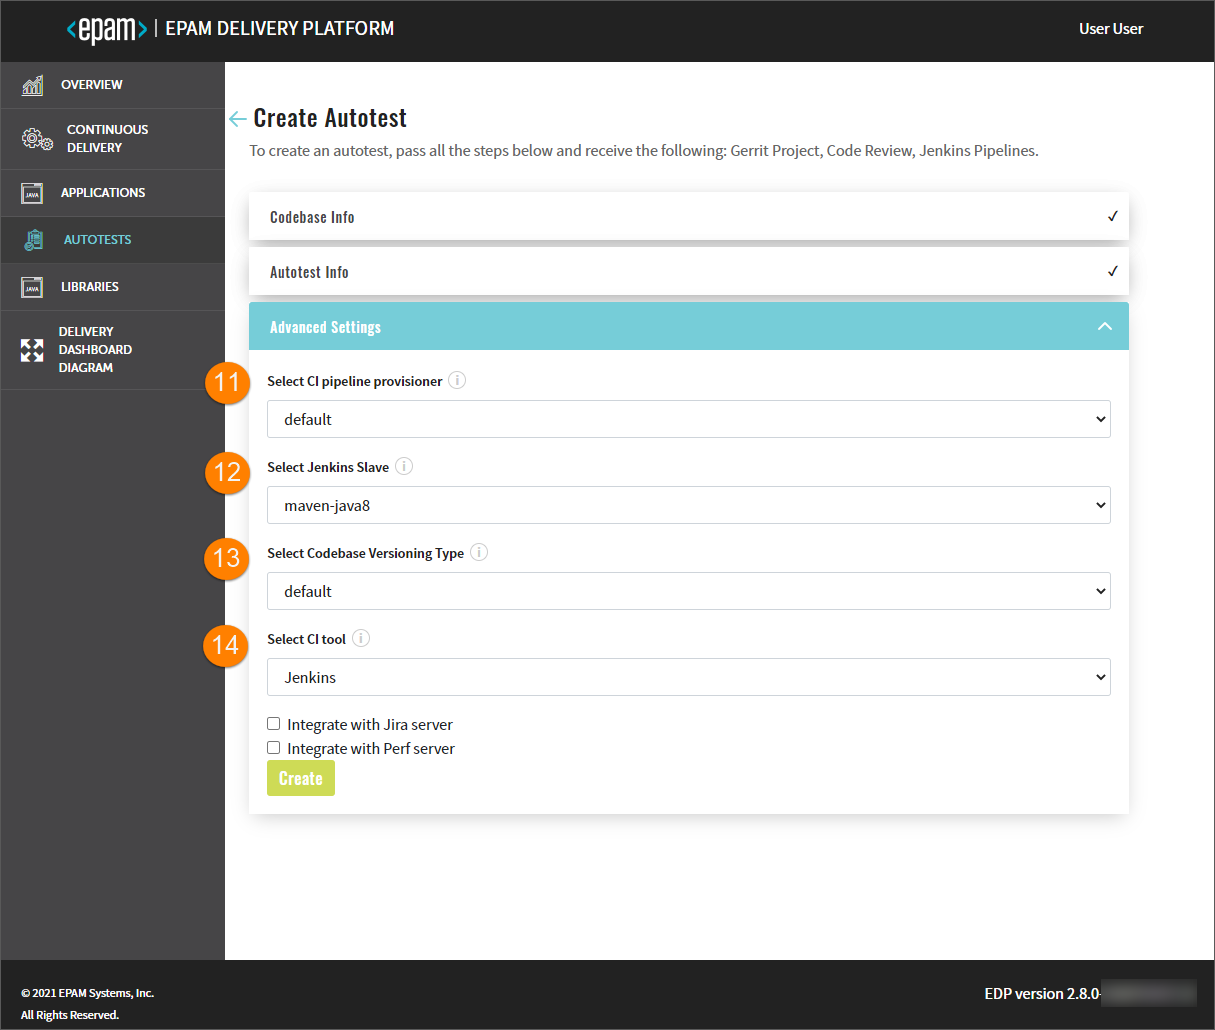 <epam> | EPAM DELIVERY PLATFORM
User User
OVERVIEW
CONTINUOUS
DELIVERY
JAVA
APPLICATIONS
AUTOTESTS
JAVA
LIBRARIES
DELIVERY
DASHBOARD
DIAGRAM
Create Autotest
To create an autotest, pass all the steps below and receive the following: Gerrit Project, Code Review, Jenkins Pipelines.
Codebase Info
Autotest Info
Advanced Settings
11
Select CI pipeline provisioner i
default
12
Select Jenkins Slave i
maven-java8
13
Select Codebase Versioning Type i
default
14
Select CI tool i
Jenkins
Integrate with Jira server
Integrate with Perf server
Create
© 2021 EPAM Systems, Inc.
All Rights Reserved.
EDP version 2.8.0-